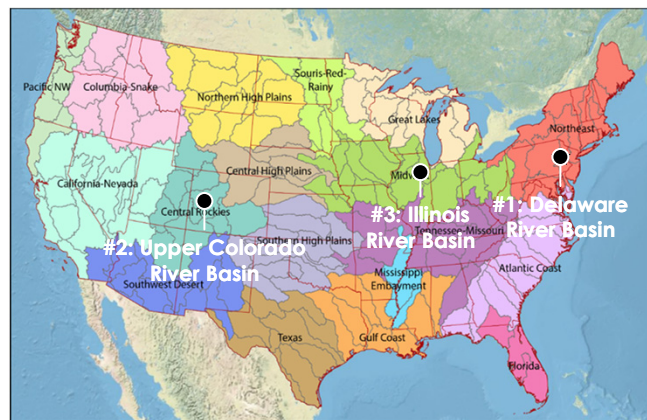 Souris-Red-
Rainy
Pacific NW
Columbia-Snake
Northern High Plains
Great Lakes
Northeast
Central High Plains
California-Nevada
Central Rockies
#3: Illinois
River Basin
#1: Delaware
River Basin
Tennessee-Missouri
#2: Upper Colorado
River Basin
Southern High Plains
Atlantic Coast
Southwest Desert
Mississippi
Embayment
Texas
Gulf Coast
Florida